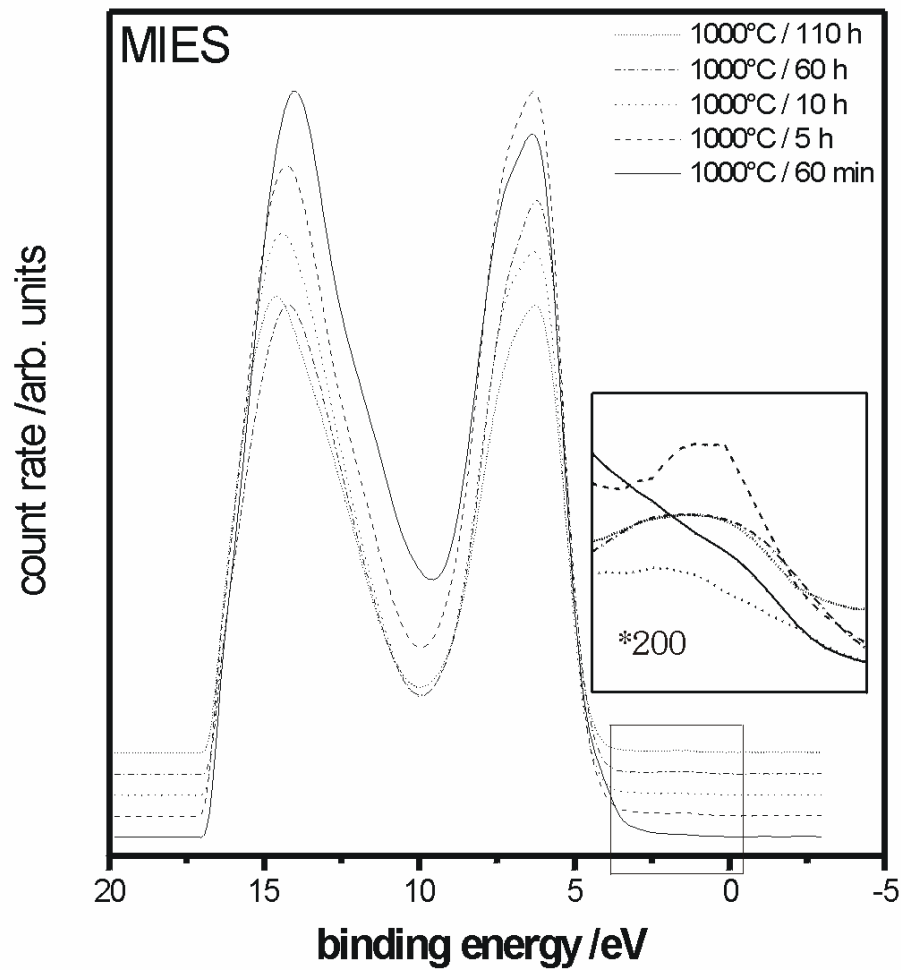 MIES
1000°C / 110 h
1000°C / 60 h
1000°C / 10 h
1000°C / 5 h
1000°C / 60 min
count rate /arb. units
*200
20 15 10 5 0 -5
binding energy /eV